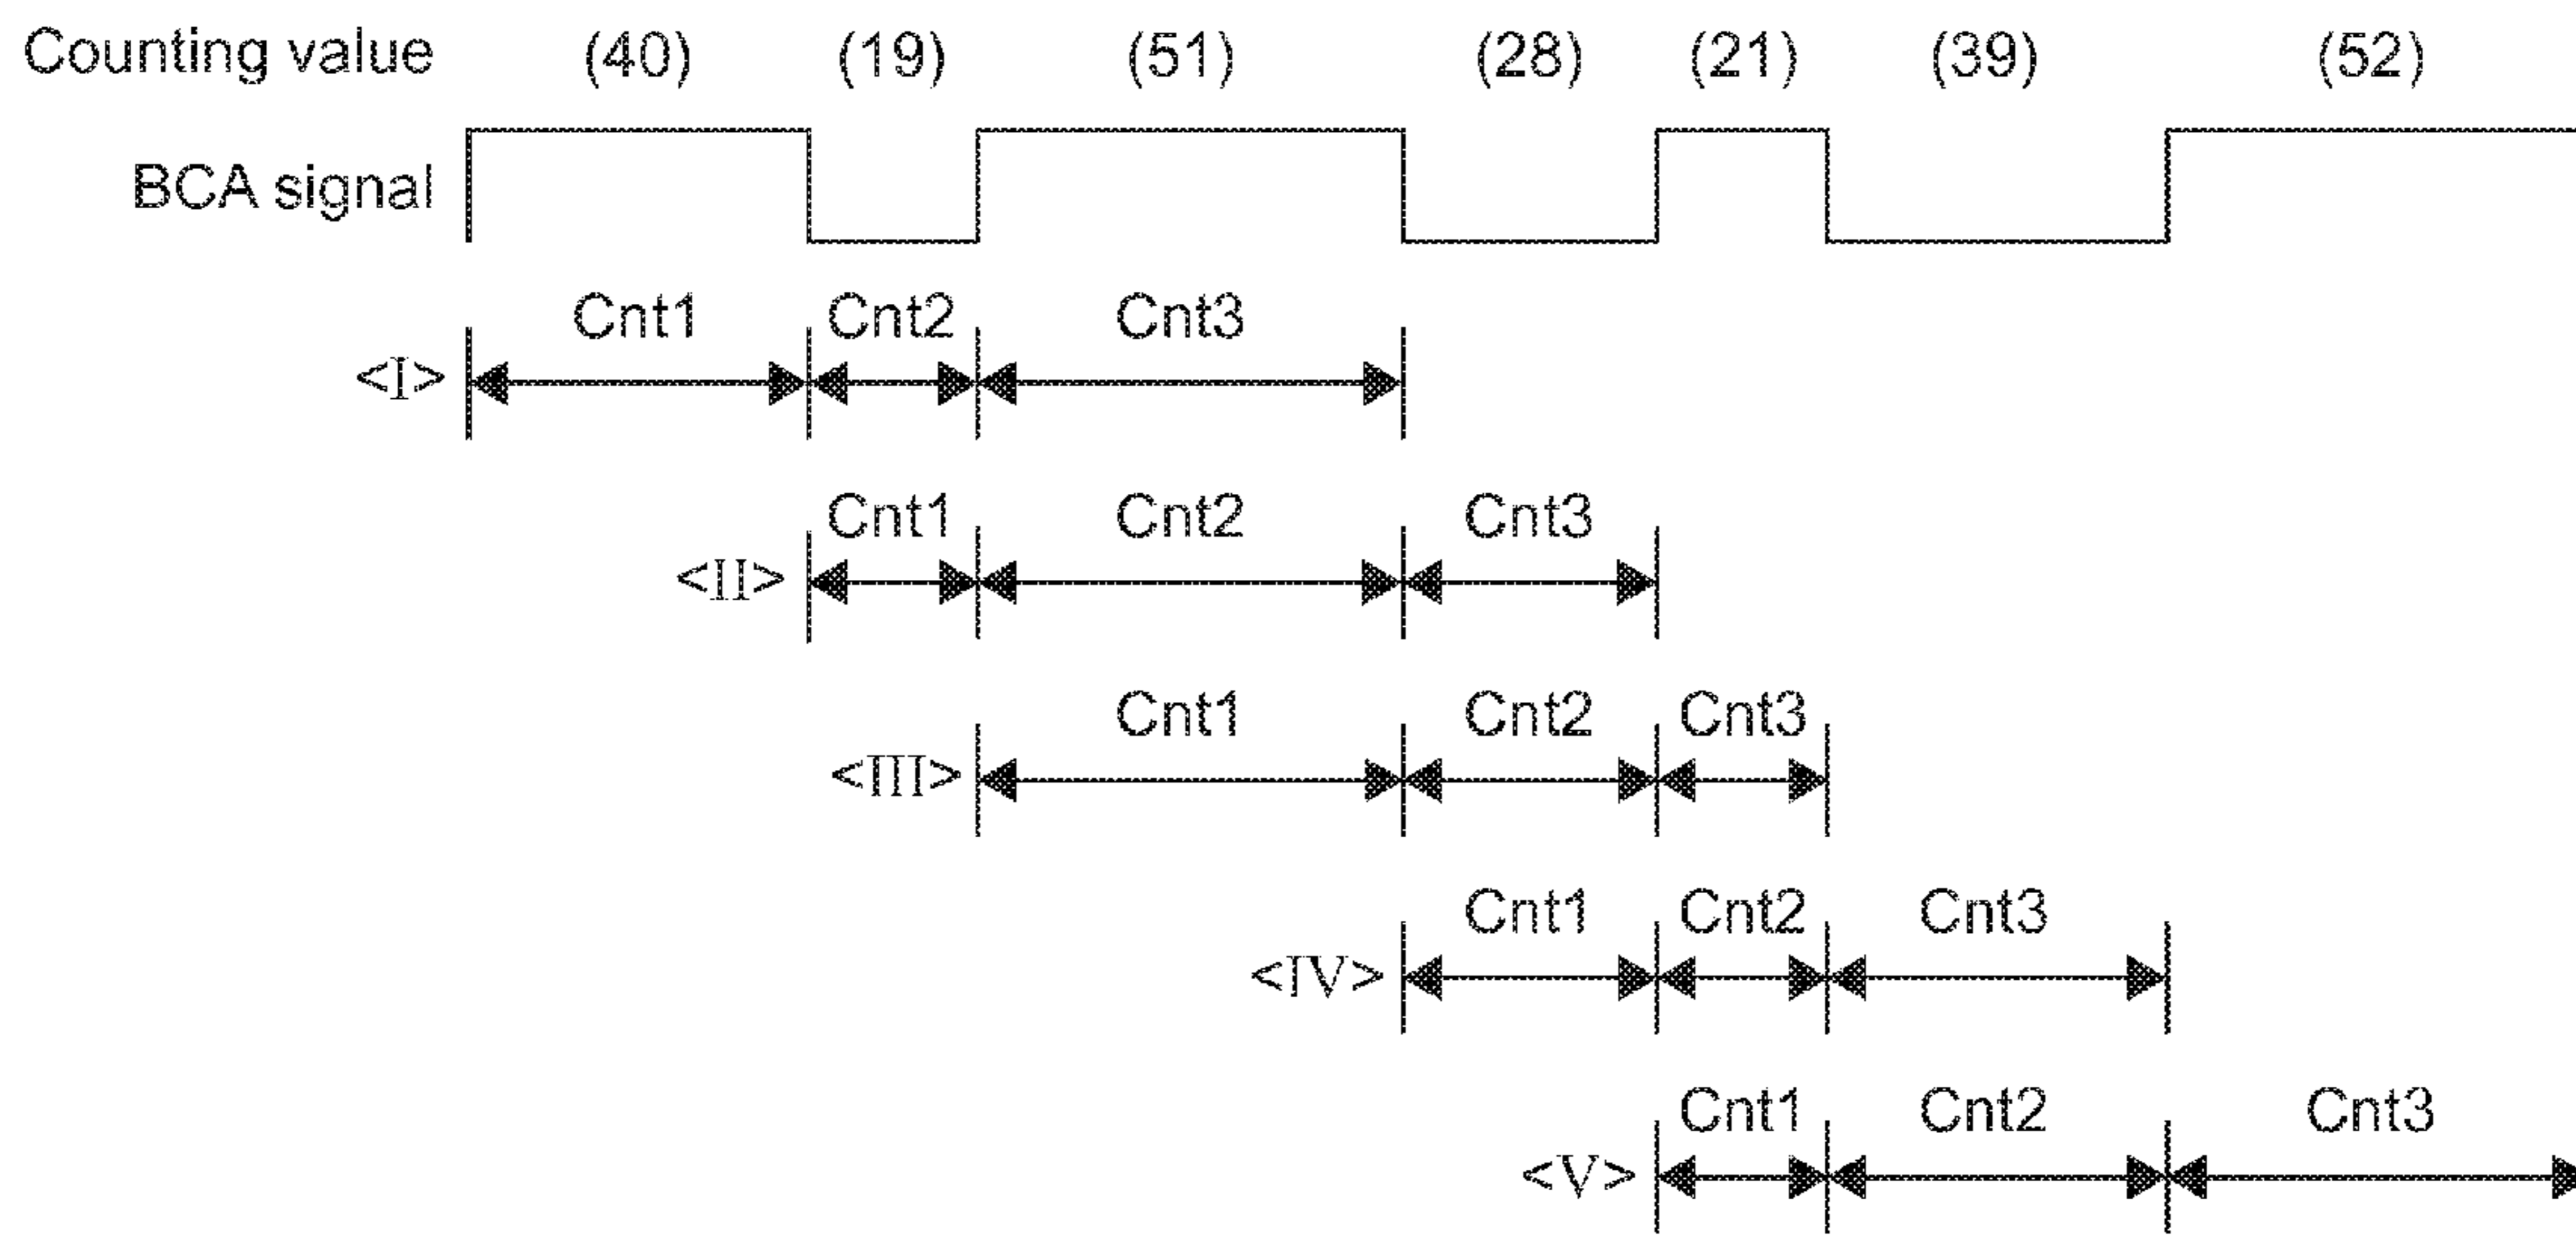 Counting value (40) (19) (51) (28) (21) (39) (52)
BCA signal
Cnt1 Cnt2 Cnt3
<I>
Cnt1 Cnt2 Cnt3
<II>
Cnt1 Cnt2 Cnt3
<III>
Cnt1 Cnt2 Cnt3
<IV>
Cnt1 Cnt2 Cnt3
<V>